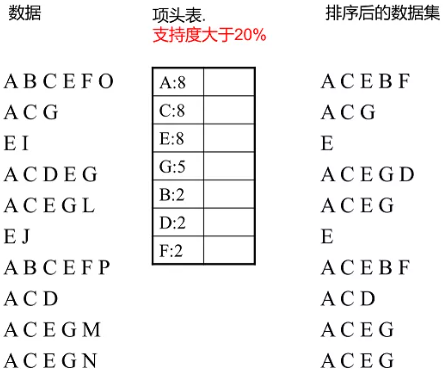 数据
A B C E F O
A C G
E I
A C D E G
A C E G L
E J
A B C E F P
A C D
A C E G M
A C E G N
项头表.
支持度大于20%
A:8
C:8
E:8
G:5
B:2
D:2
F:2
排序后的数据集
A C E B F
A C G
E
A C E G D
A C E G
E
A C E B F
A C D
A C E G
A C E G